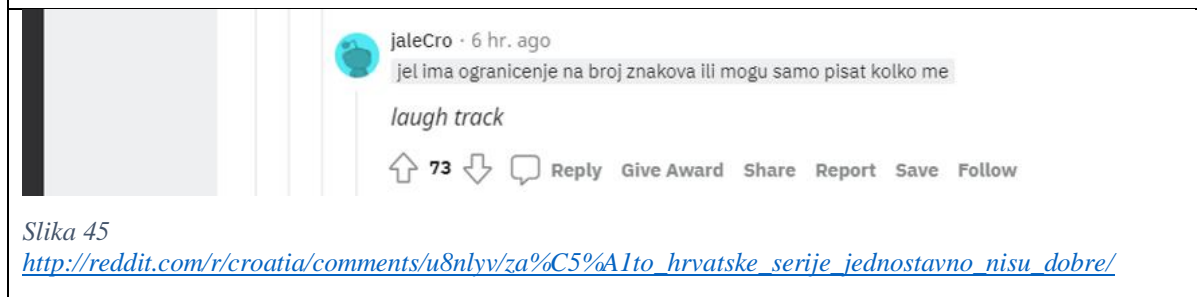 jaleCro · 6 hr. ago
jel ima ogranicenje na broj znakova ili mogu samo pisat kolko me
laugh track
73 Reply Give Award Share Report Save Follow
Slika 45
http://reddit.com/r/croatia/comments/u8nlyv/za%C5%A1to_hrvatske_serije_jednostavno_nisu_dobre/